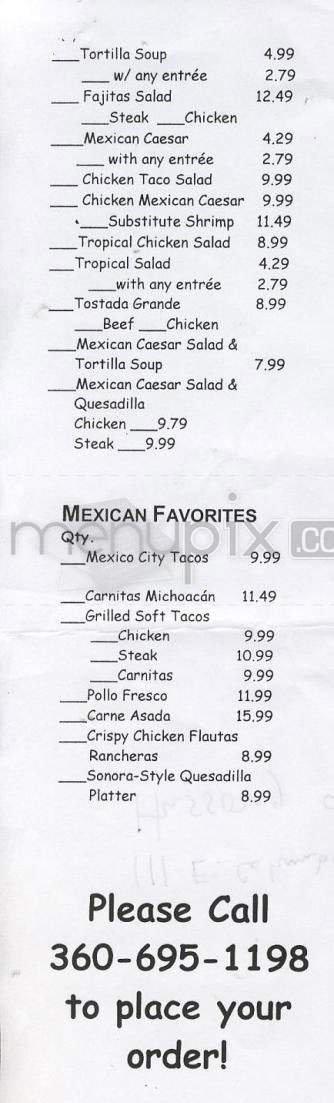 ___Tortilla Soup 4.99
___ w/ any entrée 2.79
___ Fajitas Salad 12.49
___Steak ___Chicken
___Mexican Caesar 4.29
___ with any entrée 2.79
___ Chicken Taco Salad 9.99
___ Chicken Mexican Caesar 9.99
___Substitute Shrimp 11.49
___Tropical Chicken Salad 8.99
___Tropical Salad 4.29
___with any entrée 2.79
___Tostada Grande 8.99
___Beef ___Chicken
___Mexican Caesar Salad &
Tortilla Soup 7.99
___Mexican Caesar Salad &
Quesadilla
Chicken ___9.79
Steak ___9.99
MEXICAN FAVORITES
menupix.co
Qty.
___Mexico City Tacos 9.99
___Carnitas Michoacán 11.49
___Grilled Soft Tacos
___Chicken 9.99
___Steak 10.99
___Carnitas 9.99
___Pollo Fresco 11.99
___Carne Asada 15.99
___Crispy Chicken Flautas
Rancheras 8.99
___Sonora-Style Quesadilla
Platter 8.99
Please Call
360-695-1198
to place your
order!